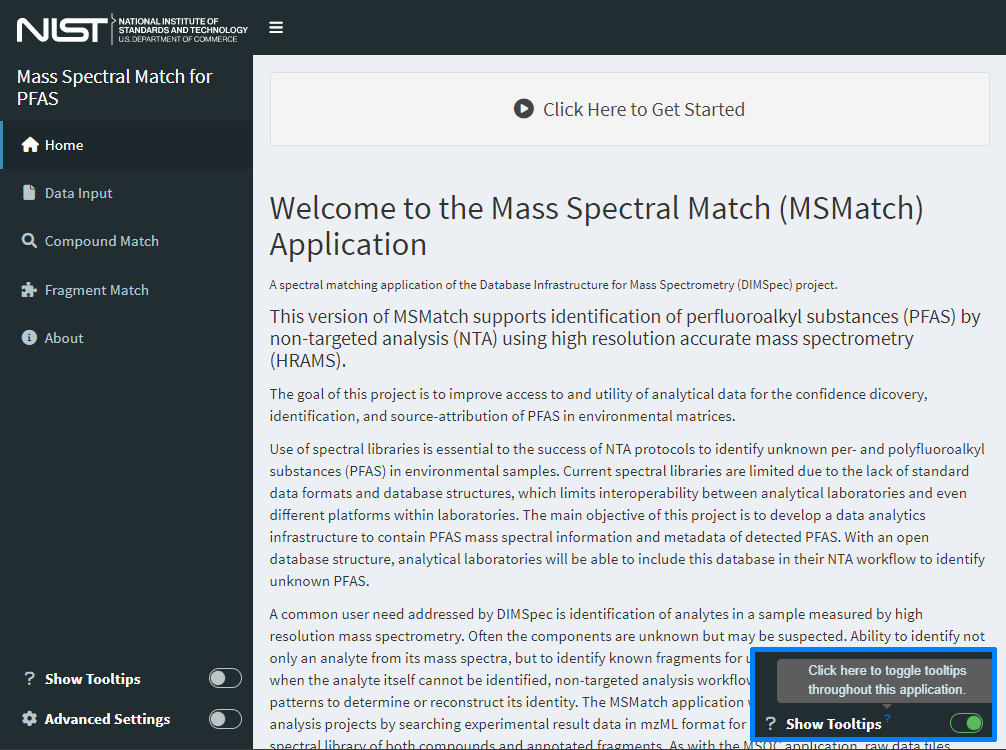 NIST
NATIONAL INSTITUTE OF
STANDARDS AND TECHNOLOGY
U.S. DEPARTMENT OF COMMERCE
Mass Spectral Match for
PFAS
Home
Data Input
Compound Match
Fragment Match
About
? Show Tooltips
Advanced Settings
Click Here to Get Started
Welcome to the Mass Spectral Match (MSMatch)
Application
A spectral matching application of the Database Infrastructure for Mass Spectrometry (DIMSpec) project.
This version of MSMatch supports identification of perfluoroalkyl substances (PFAS) by
non-targeted analysis (NTA) using high resolution accurate mass spectrometry
(HRAMS).
The goal of this project is to improve access to and utility of analytical data for the confidence dicovery,
identification, and source-attribution of PFAS in environmental matrices.
Use of spectral libraries is essential to the success of NTA protocols to identify unknown per- and polyfluoroalkyl
substances (PFAS) in environmental samples. Current spectral libraries are limited due to the lack of standard
data formats and database structures, which limits interoperability between analytical laboratories and even
different platforms within laboratories. The main objective of this project is to develop a data analytics
infrastructure to contain PFAS mass spectral information and metadata of detected PFAS. With an open
database structure, analytical laboratories will be able to include this database in their NTA workflow to identify
unknown PFAS.
A common user need addressed by DIMSpec is identification of analytes in a sample measured by high
resolution mass spectrometry. Often the components are unknown but may be suspected. Ability to identify not
only an analyte from its mass spectra, but to identify known fragments for
when the analyte itself cannot be identified, non-targeted analysis workflow
patterns to determine or reconstruct its identity. The MSMatch application
analysis projects by searching experimental result data in mzML format for
spectral library of both compounds and annotated fragments. As with the MSQC application, raw data files
Click here to toggle tooltips
throughout this application.
? Show Tooltips ?